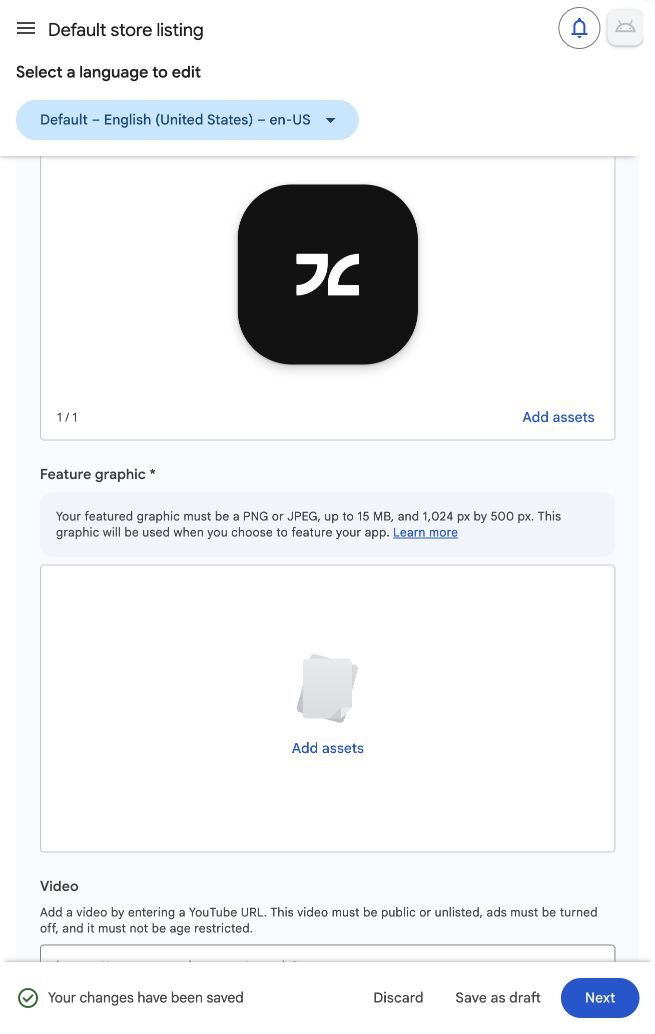 Default store listing
Select a language to edit
Default – English (United States) – en-US
1 / 1
Add assets
Feature graphic *
Your featured graphic must be a PNG or JPEG, up to 15 MB, and 1,024 px by 500 px. This
graphic will be used when you choose to feature your app. Learn more
Add assets
Video
Add a video by entering a YouTube URL. This video must be public or unlisted, ads must be turned
off, and it must not be age restricted.
Your changes have been saved
Discard
Save as draft
Next